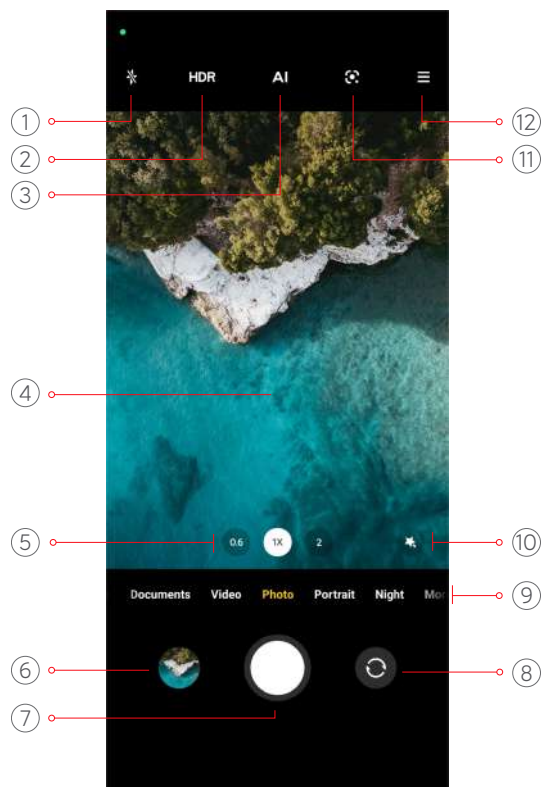 HDR AI
① ⑫
② ⑪
③
④
⑤ 0.6 1X 2 ⑩
Documents Video Photo Portrait Night Mor ⑨
⑥ ⑧
⑦